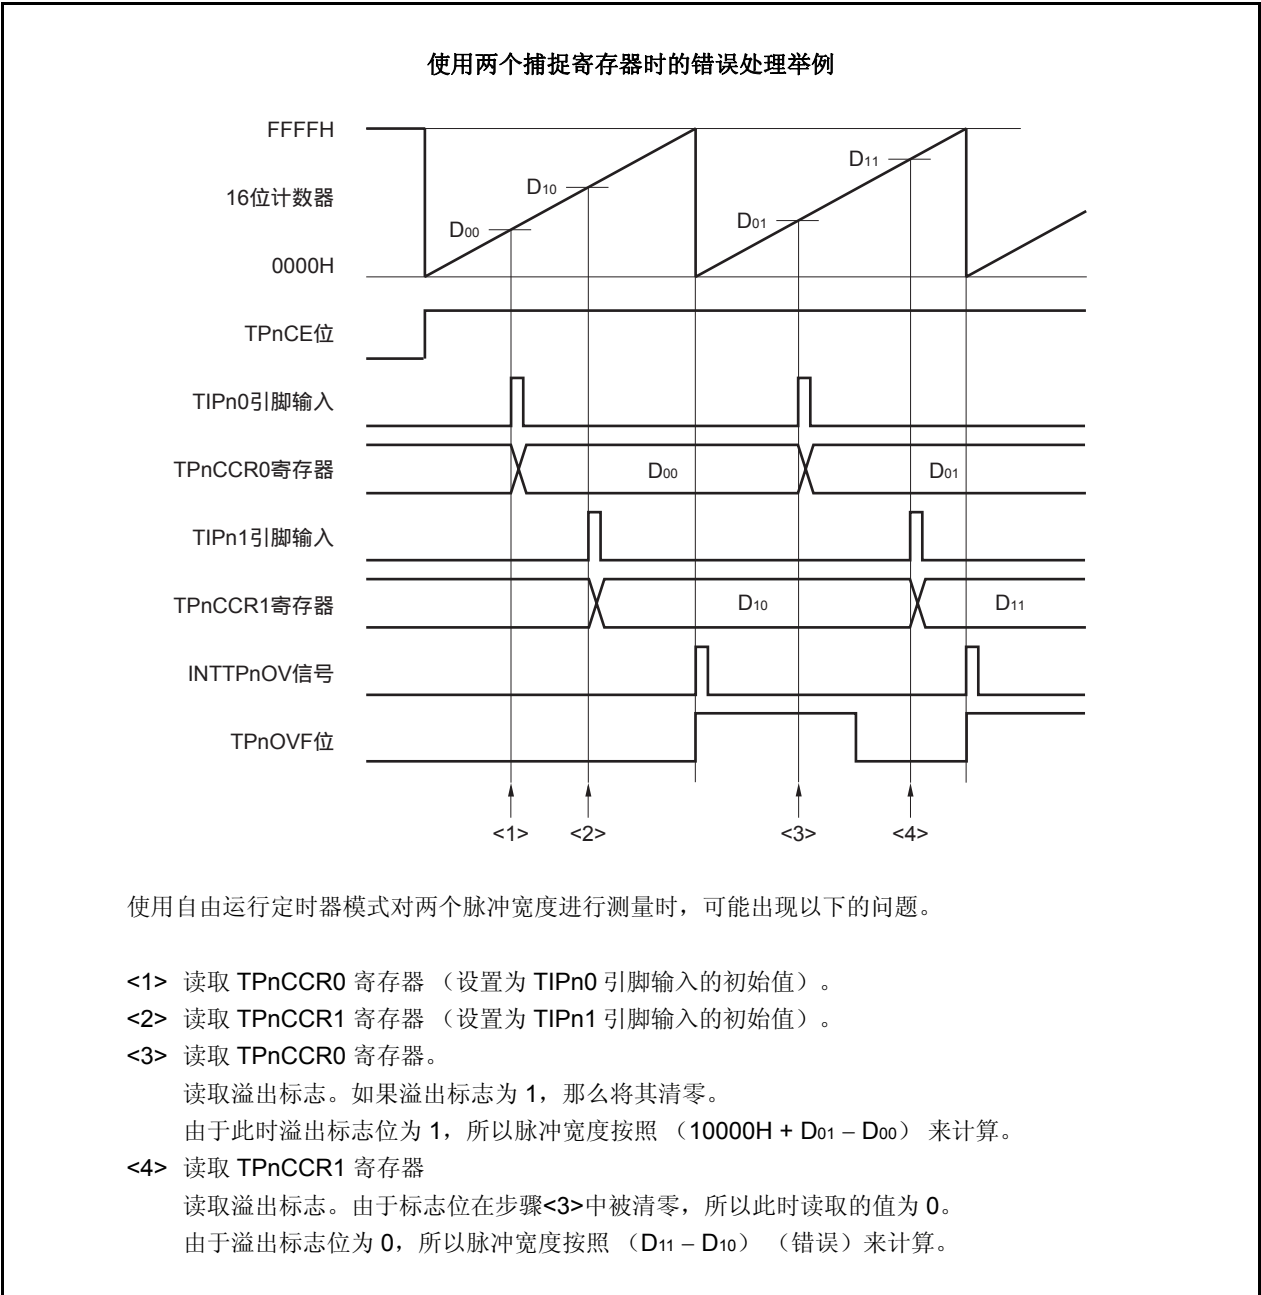 使用两个捕捉寄存器时的错误处理举例
FFFFH
16位计数器
0000H
D10
D00
D11
D01
TPnCE位
TIPn0引脚输入
TPnCCR0寄存器
D00
D01
TIPn1引脚输入
TPnCCR1寄存器
D10
D11
INTTPnOV信号
TPnOVF位
<1>
<2>
<3>
<4>
使用自由运行定时器模式对两个脉冲宽度进行测量时，可能出现以下的问题。
<1> 读取 TPnCCR0 寄存器 （设置为 TIPn0 引脚输入的初始值）。
<2> 读取 TPnCCR1 寄存器 （设置为 TIPn1 引脚输入的初始值）。
<3> 读取 TPnCCR0 寄存器。
读取溢出标志。如果溢出标志为 1，那么将其清零。
由于此时溢出标志位为 1，所以脉冲宽度按照 （10000H + D01 – D00） 来计算。
<4> 读取 TPnCCR1 寄存器
读取溢出标志。由于标志位在步骤<3>中被清零，所以此时读取的值为 0。
由于溢出标志位为 0，所以脉冲宽度按照 （D11 – D10） （错误）来计算。